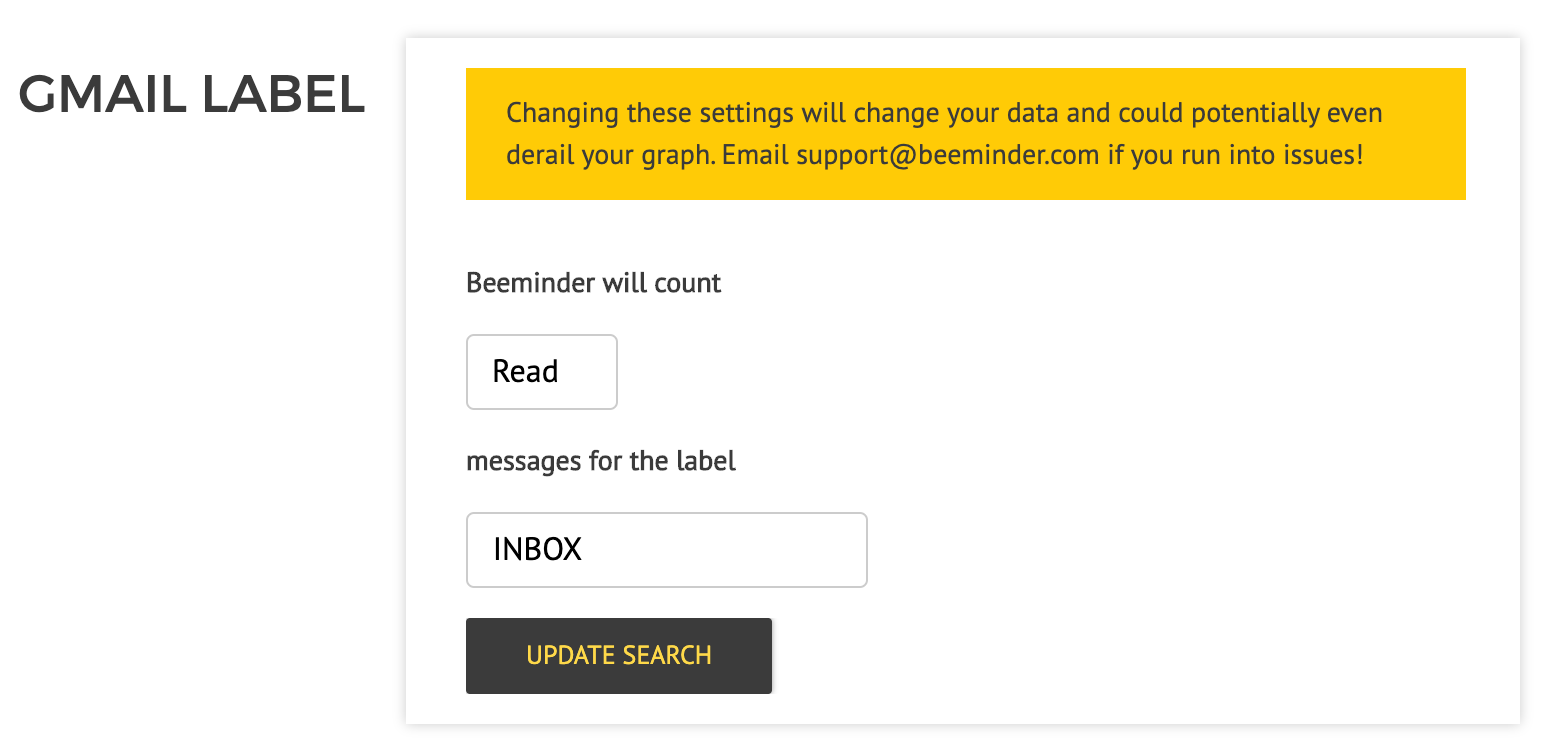 GMAIL LABEL
Changing these settings will change your data and could potentially even
derail your graph. Email support@beeminder.com if you run into issues!
Beeminder will count
Read
messages for the label
INBOX
UPDATE SEARCH